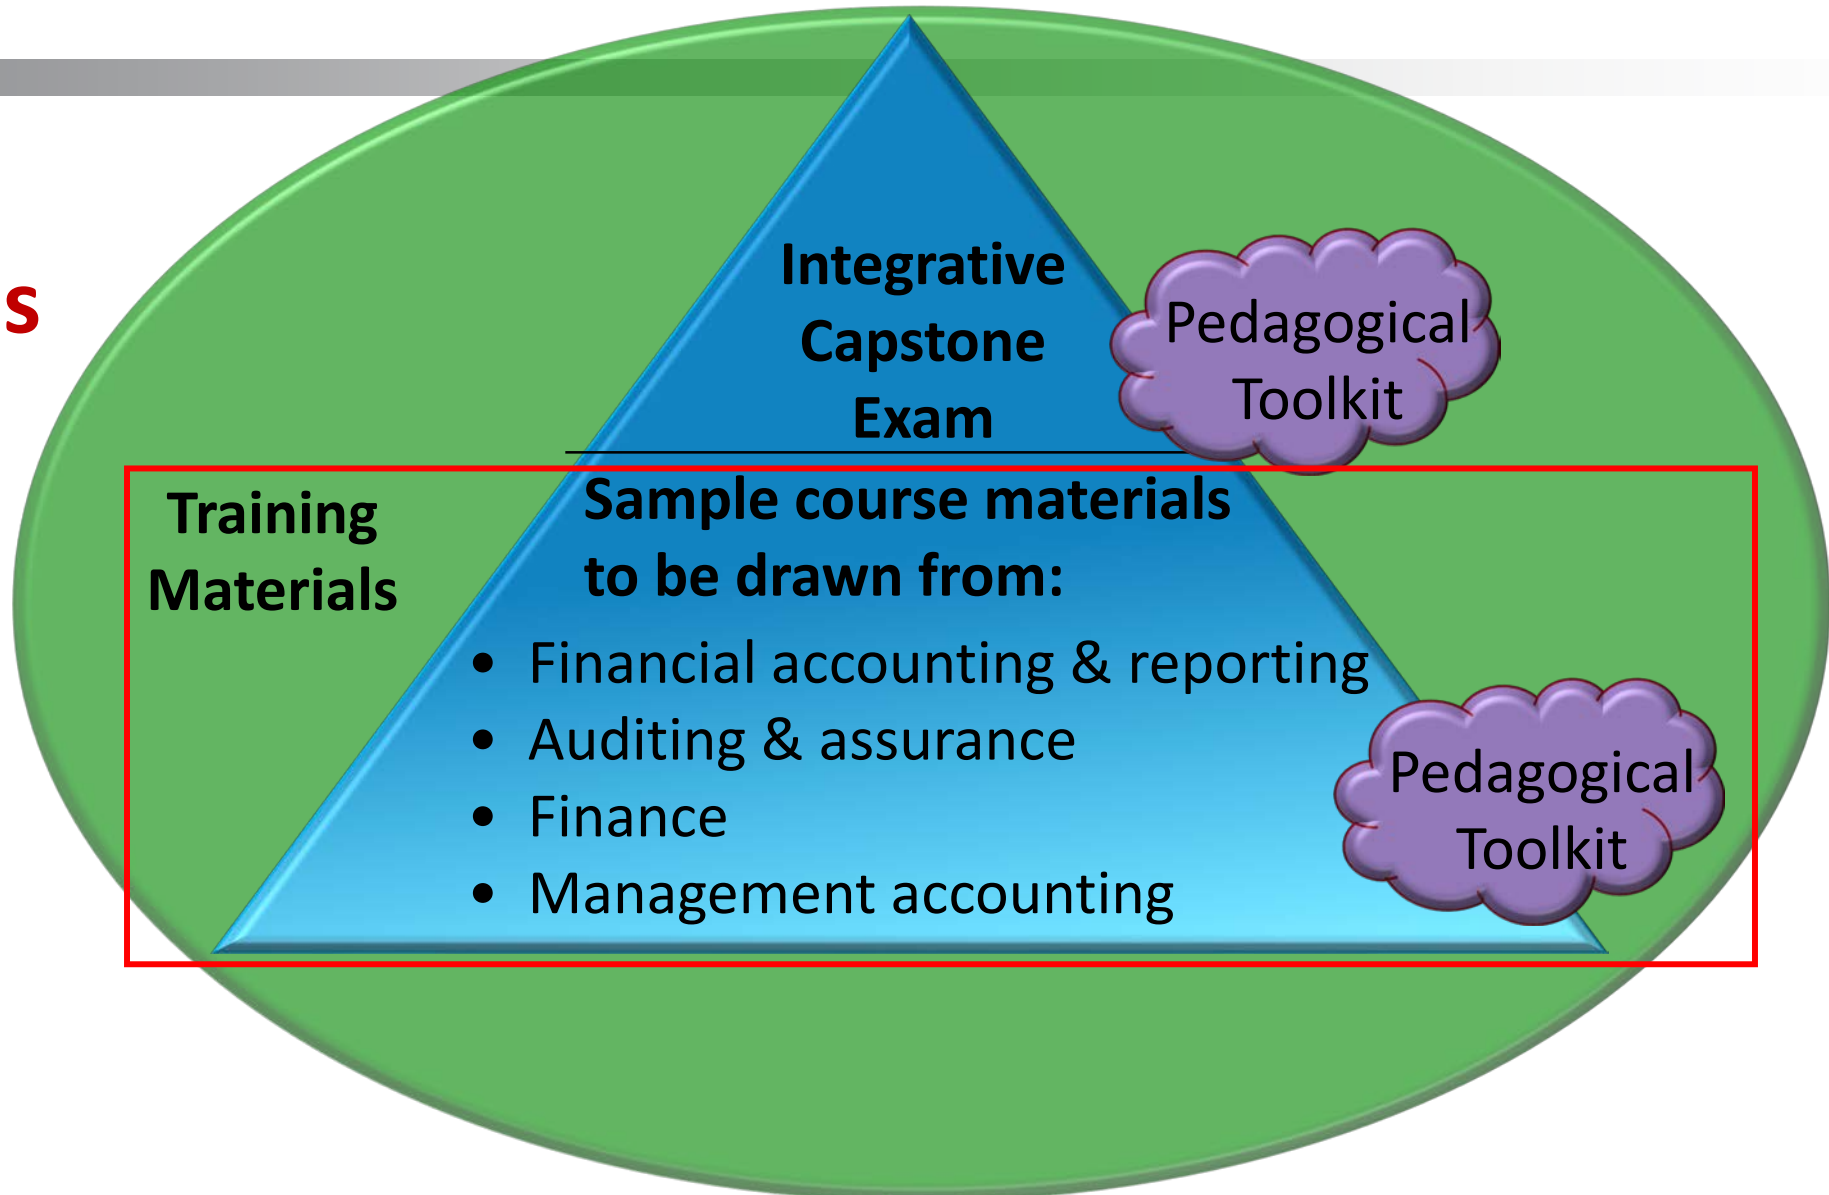 s
Integrative
Capstone
Exam
Pedagogical
Toolkit
Training
Materials
Sample course materials
to be drawn from:
• Financial accounting & reporting
• Auditing & assurance
• Finance
• Management accounting
Pedagogical
Toolkit